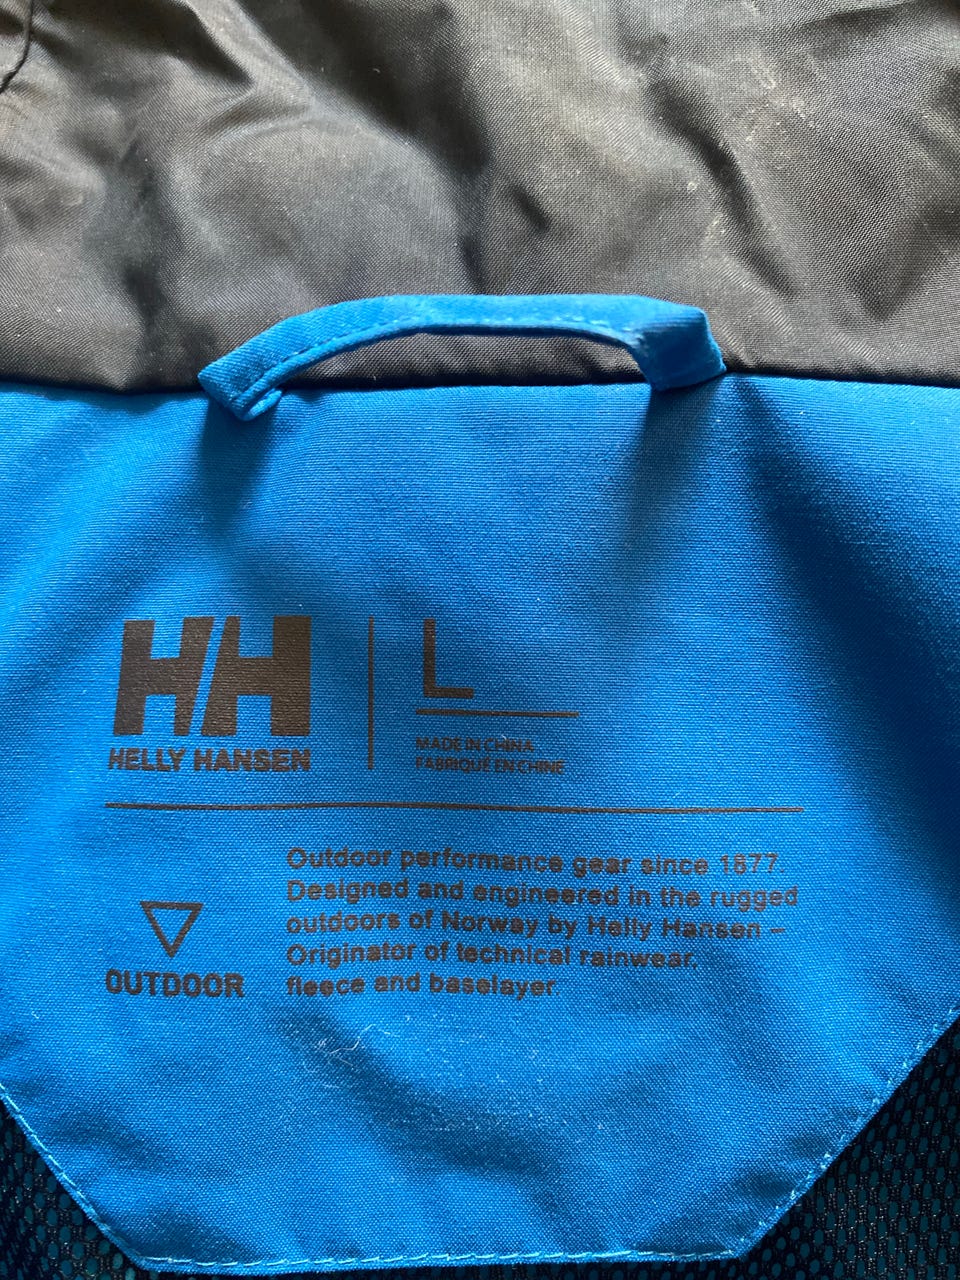 HH
HELLY HANSEN
L
MADE IN CHINA
FABRIQUÉ EN CHINE
OUTDOOR
Outdoor performance gear since 1877.
Designed and engineered in the rugged
outdoors of Norway by Helly Hansen –
Originator of technical rainwear,
fleece and baselayer